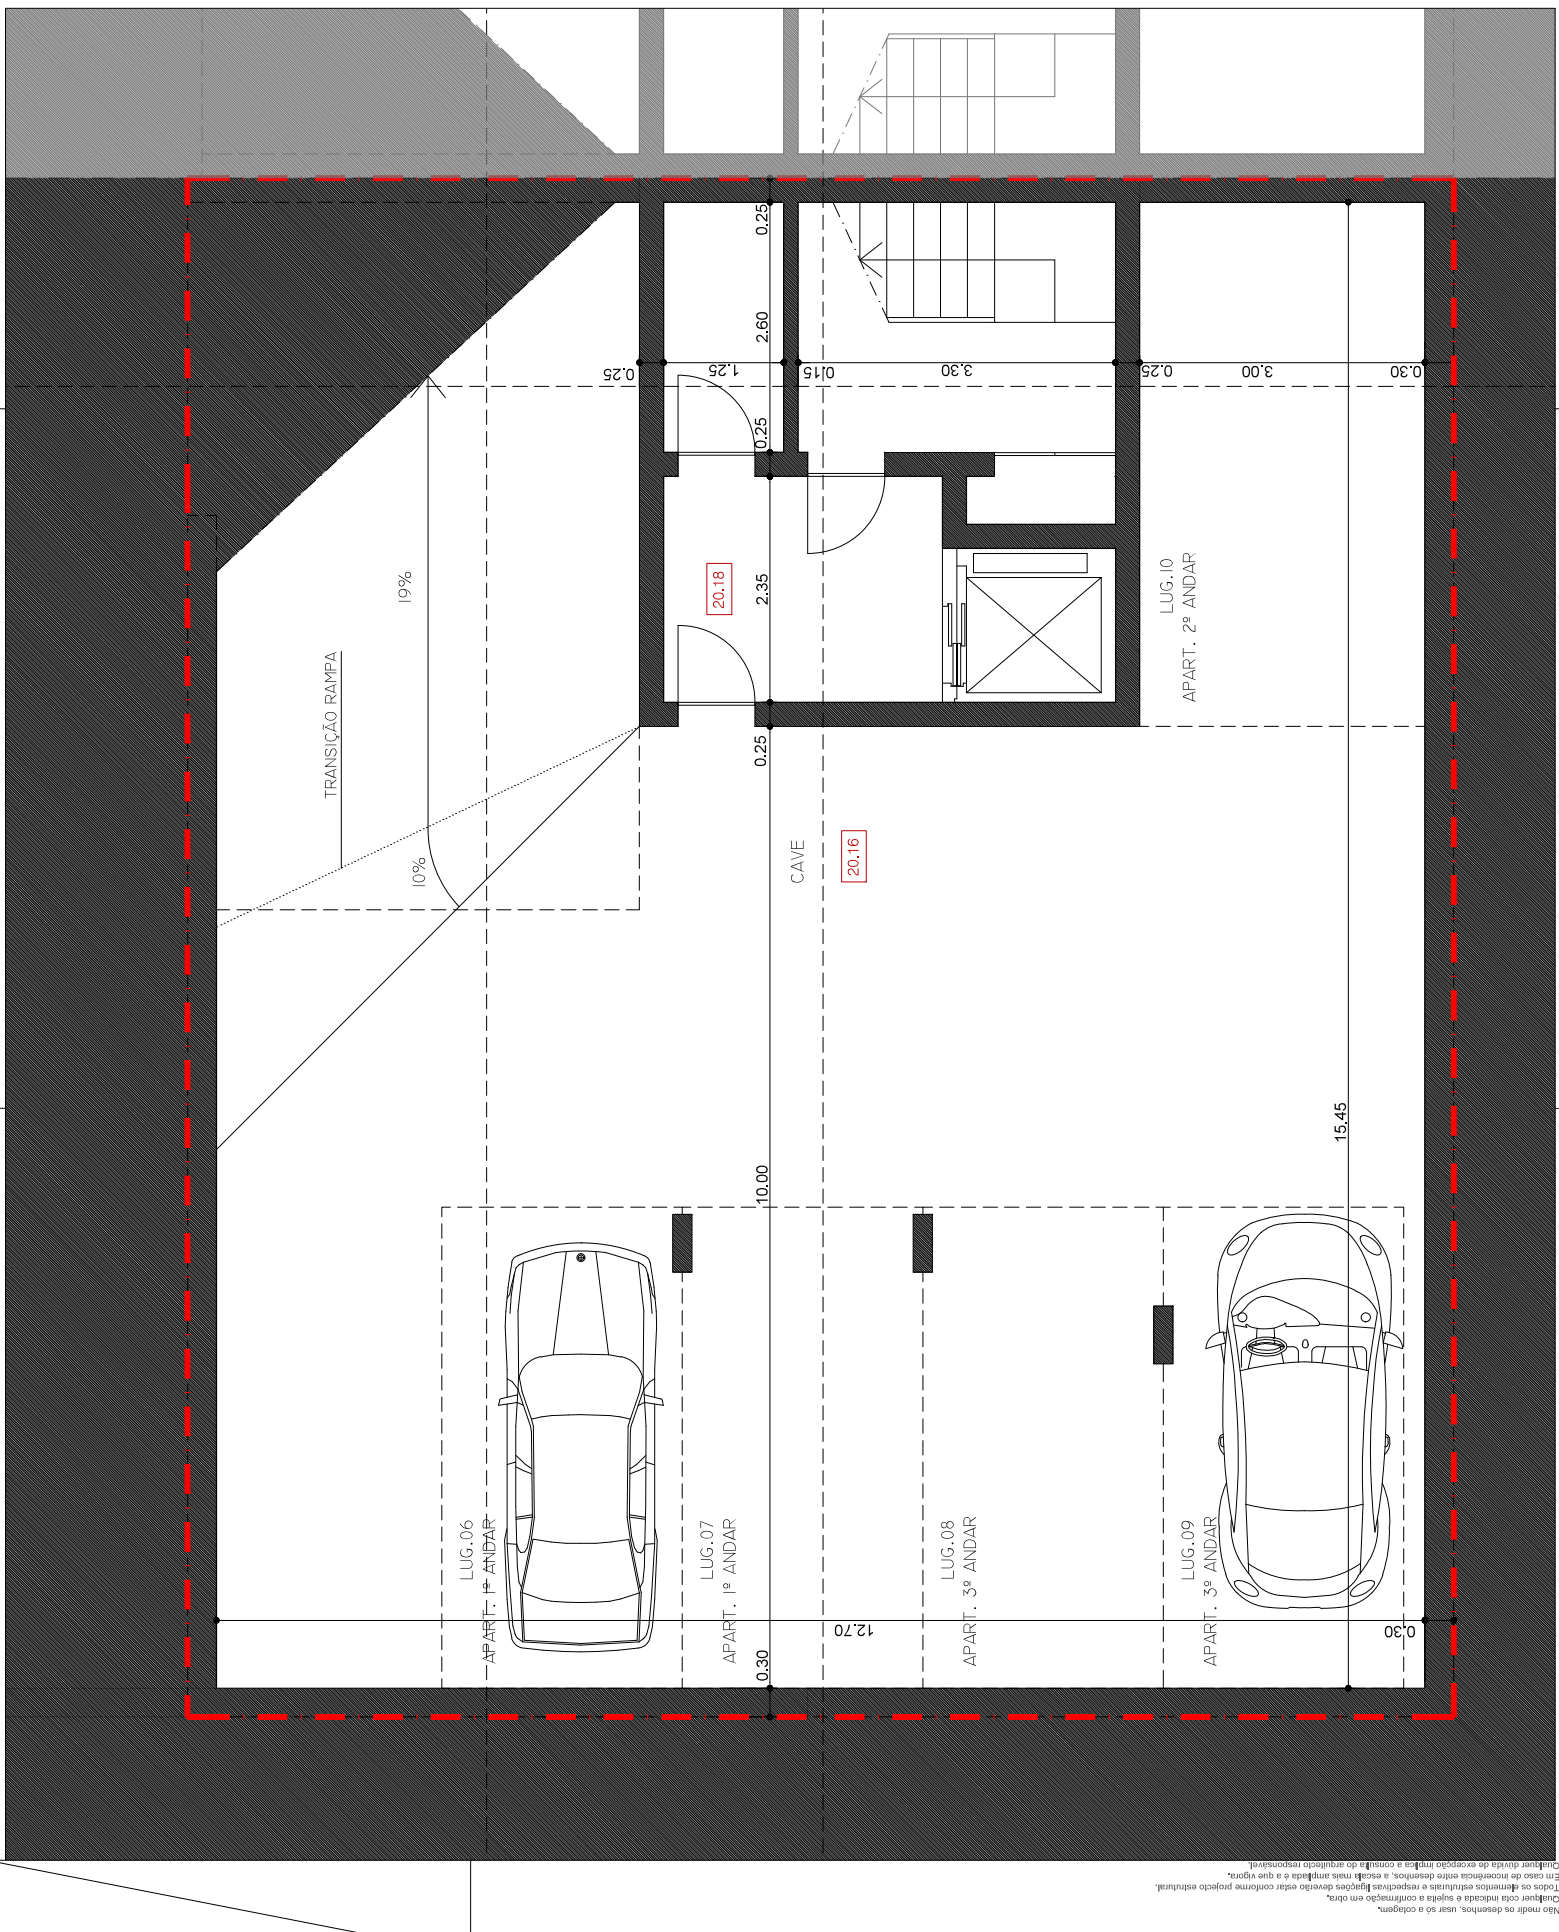 0.25
2.60
0.25
1.25
0.15
3.30
0.25
3.00
0.30
0.25
19%
20.18
2.35
LUG.10
APART. 2º ANDAR
TRANSIÇÃO RAMPA
0.25
10%
CAVE
20.16
15.45
10.00
LUG.06
APART. 1º ANDAR
LUG.07
APART. 1º ANDAR
LUG.08
APART. 3º ANDAR
LUG.09
APART. 3º ANDAR
12.70
0.30
0.30
Não medir os desenhos, usar só a cotagem.
Qualquer cota indicada é sujeita a confirmação em obra.
Todos os elementos estruturais e respectivas ligações deverão estar conforme projecto estrutural.
Em caso de incoerência entre desenhos, a escala mais ampliada é a que vigora.
Qualquer dúvida de excepção implica a consulta do arquitecto responsável.